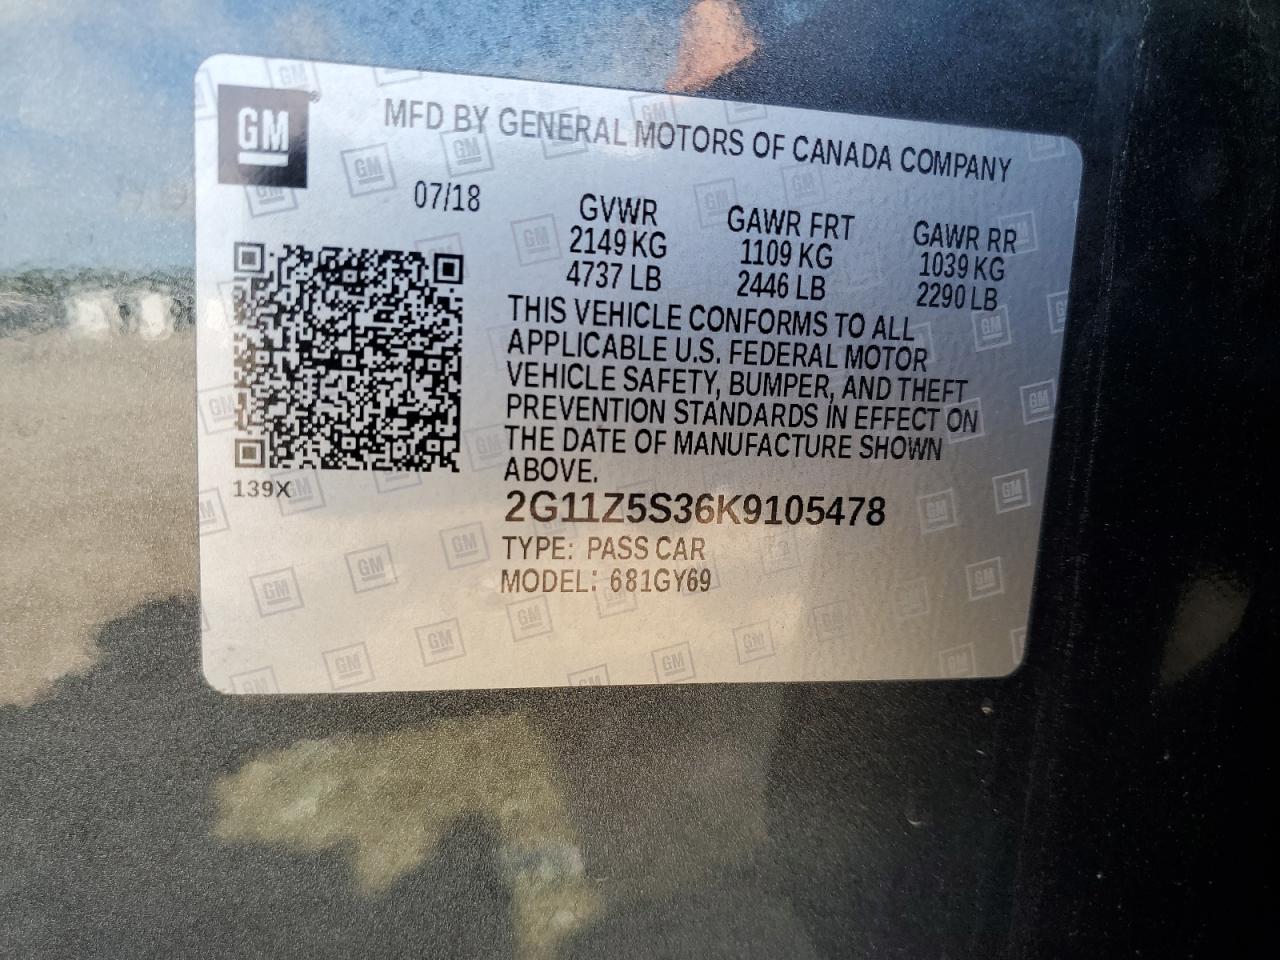 GM
MFD BY GENERAL MOTORS OF CANADA COMPANY
07/18
GVWR
2149 KG
4737 LB
GAWR FRT
1109 KG
2446 LB
GAWR RR
1039 KG
2290 LB
THIS VEHICLE CONFORMS TO ALL
APPLICABLE U.S. FEDERAL MOTOR
VEHICLE SAFETY, BUMPER, AND THEFT
PREVENTION STANDARDS IN EFFECT ON
THE DATE OF MANUFACTURE SHOWN
ABOVE.
139X
2G11Z5S36K9105478
TYPE: PASS CAR
MODEL: 681GY69